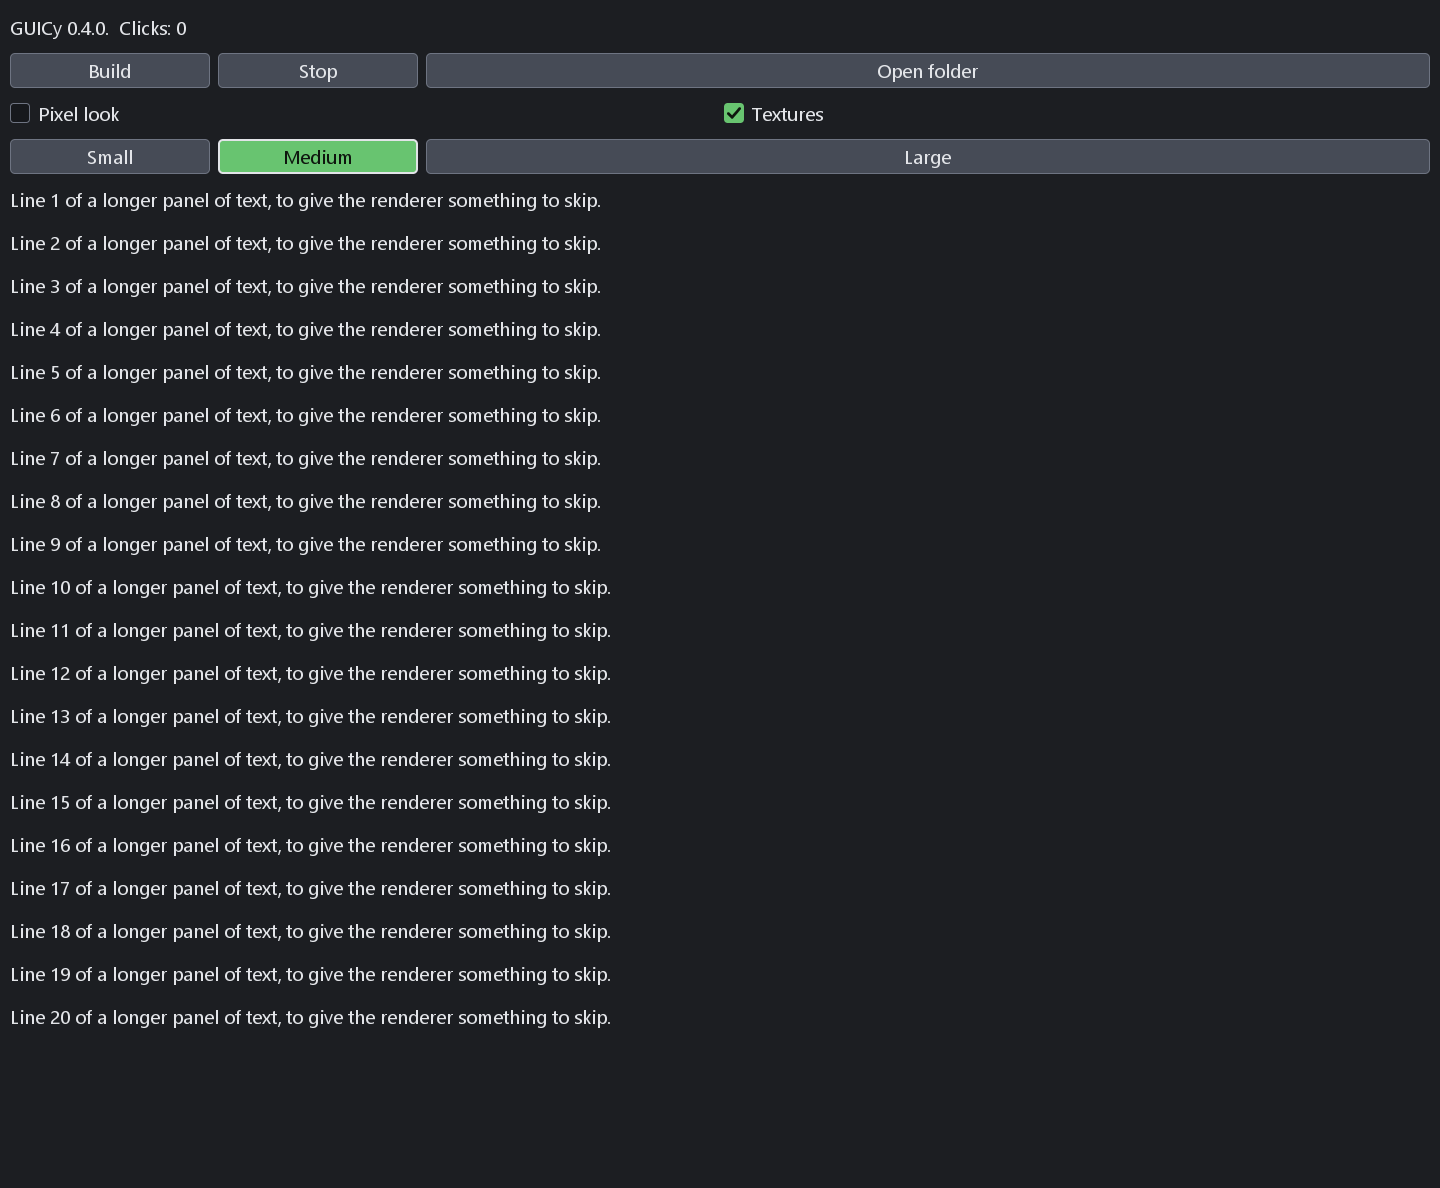 GUICy 0.4.0.  Clicks: 0
Build Stop Open folder
Pixel look Textures
Small Medium Large
Line 1 of a longer panel of text, to give the renderer something to skip.
Line 2 of a longer panel of text, to give the renderer something to skip.
Line 3 of a longer panel of text, to give the renderer something to skip.
Line 4 of a longer panel of text, to give the renderer something to skip.
Line 5 of a longer panel of text, to give the renderer something to skip.
Line 6 of a longer panel of text, to give the renderer something to skip.
Line 7 of a longer panel of text, to give the renderer something to skip.
Line 8 of a longer panel of text, to give the renderer something to skip.
Line 9 of a longer panel of text, to give the renderer something to skip.
Line 10 of a longer panel of text, to give the renderer something to skip.
Line 11 of a longer panel of text, to give the renderer something to skip.
Line 12 of a longer panel of text, to give the renderer something to skip.
Line 13 of a longer panel of text, to give the renderer something to skip.
Line 14 of a longer panel of text, to give the renderer something to skip.
Line 15 of a longer panel of text, to give the renderer something to skip.
Line 16 of a longer panel of text, to give the renderer something to skip.
Line 17 of a longer panel of text, to give the renderer something to skip.
Line 18 of a longer panel of text, to give the renderer something to skip.
Line 19 of a longer panel of text, to give the renderer something to skip.
Line 20 of a longer panel of text, to give the renderer something to skip.